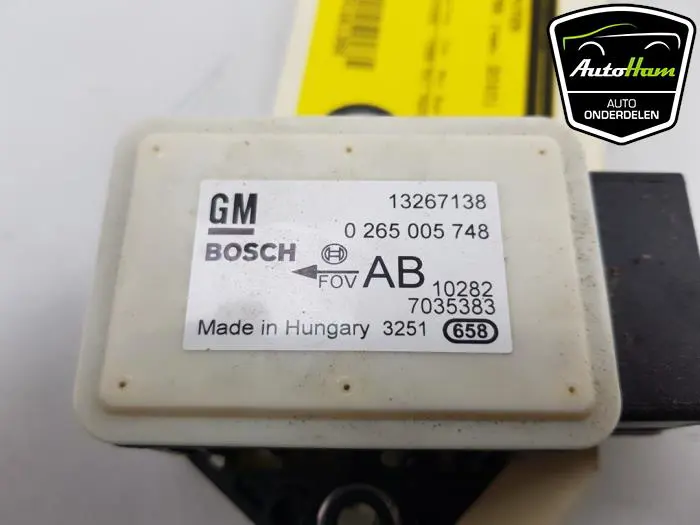 AutoHam
AUTO
ONDERDELEN
GM
13267138
BOSCH
0 265 005 748
FOV
AB
10282
7035383
Made in Hungary 3251 658